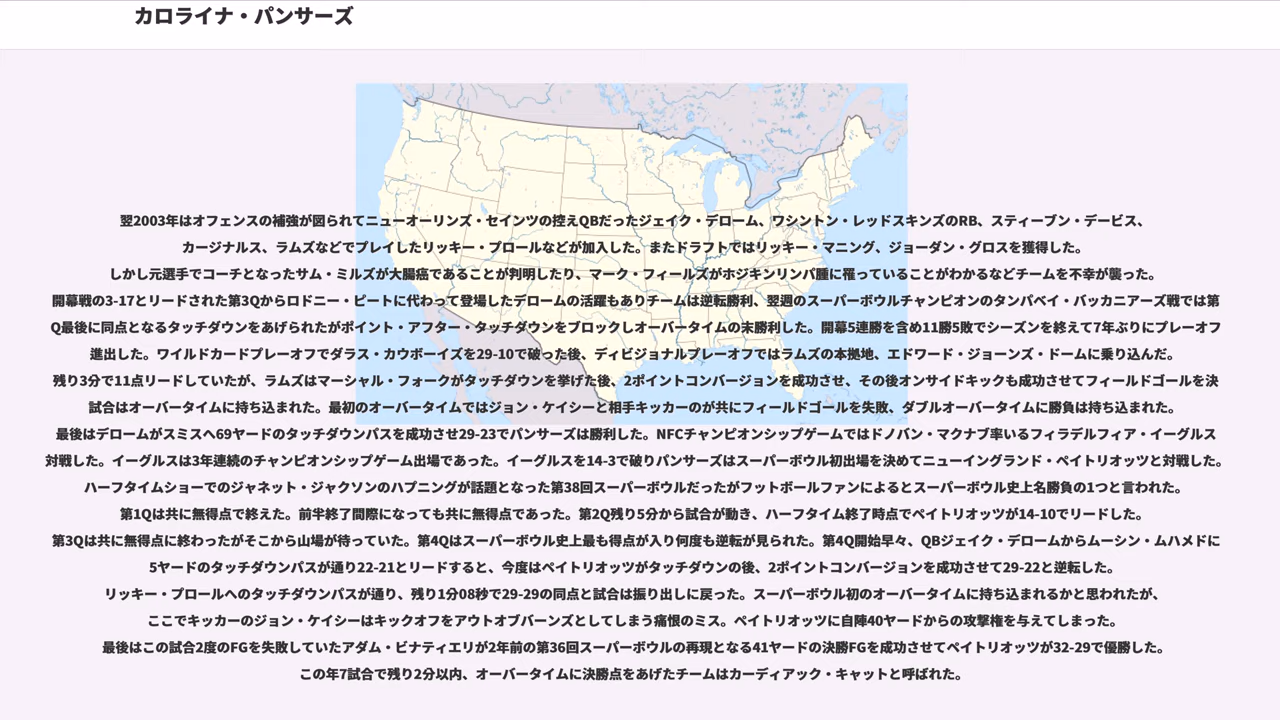 カロライナ・パンサーズ
翌2003年はオフェンスの補強が図られてニューオーリンズ・セインツの控えQBだったジェイク・デローム、ワシントン・レッドスキンズのRB、スティーブン・デービス、
カージナルス、ラムズなどでプレイしたリッキー・プロールなどが加入した。またドラフトではリッキー・マニング、ジョーダン・グロスを獲得した。
しかし元選手でコーチとなったサム・ミルズが大腸癌であることが判明したり、マーク・フィールズがホジキンリンパ腫に罹っていることがわかるなどチームを不幸が襲った。
開幕戦の3-17とリードされた第3Qからロドニー・ピートに代わって登場したデロームの活躍もありチームは逆転勝利、翌週のスーパーボウルチャンピオンのタンパベイ・バッカニアーズ戦では第
Q最後に同点となるタッチダウンをあげられたがポイント・アフター・タッチダウンをブロックしオーバータイムの末勝利した。開幕5連勝を含め11勝5敗でシーズンを終えて7年ぶりにプレーオフ
進出した。ワイルドカードプレーオフでダラス・カウボーイズを29-10で破った後、ディビジョナルプレーオフではラムズの本拠地、エドワード・ジョーンズ・ドームに乗り込んだ。
残り3分で11点リードしていたが、ラムズはマーシャル・フォークがタッチダウンを挙げた後、2ポイントコンバージョンを成功させ、その後オンサイドキックも成功させてフィールドゴールを決
試合はオーバータイムに持ち込まれた。最初のオーバータイムではジョン・ケイシーと相手キッカーのが共にフィールドゴールを失敗、ダブルオーバータイムに勝負は持ち込まれた。
最後はデロームがスミスへ69ヤードのタッチダウンパスを成功させ29-23でパンサーズは勝利した。NFCチャンピオンシップゲームではドノバン・マクナブ率いるフィラデルフィア・イーグルス
対戦した。イーグルスは3年連続のチャンピオンシップゲーム出場であった。イーグルスを14-3で破りパンサーズはスーパーボウル初出場を決めてニューイングランド・ペイトリオッツと対戦した。
ハーフタイムショーでのジャネット・ジャクソンのハプニングが話題となった第38回スーパーボウルだったがフットボールファンによるとスーパーボウル史上名勝負の1つと言われた。
第1Qは共に無得点で終えた。前半終了間際になっても共に無得点であった。第2Q残り5分から試合が動き、ハーフタイム終了時点でペイトリオッツが14-10でリードした。
第3Qは共に無得点に終わったがそこから山場が待っていた。第4Qはスーパーボウル史上最も得点が入り何度も逆転が見られた。第4Q開始早々、QBジェイク・デロームからムーシン・ムハメドに
5ヤードのタッチダウンパスが通り22-21とリードすると、今度はペイトリオッツがタッチダウンの後、2ポイントコンバージョンを成功させて29-22と逆転した。
リッキー・プロールへのタッチダウンパスが通り、残り1分08秒で29-29の同点と試合は振り出しに戻った。スーパーボウル初のオーバータイムに持ち込まれるかと思われたが、
ここでキッカーのジョン・ケイシーはキックオフをアウトオブバーンズとしてしまう痛恨のミス。ペイトリオッツに自陣40ヤードからの攻撃権を与えてしまった。
最後はこの試合2度のFGを失敗していたアダム・ビナティエリが2年前の第36回スーパーボウルの再現となる41ヤードの決勝FGを成功させてペイトリオッツが32-29で優勝した。
この年7試合で残り2分以内、オーバータイムに決勝点をあげたチームはカーディアック・キャットと呼ばれた。